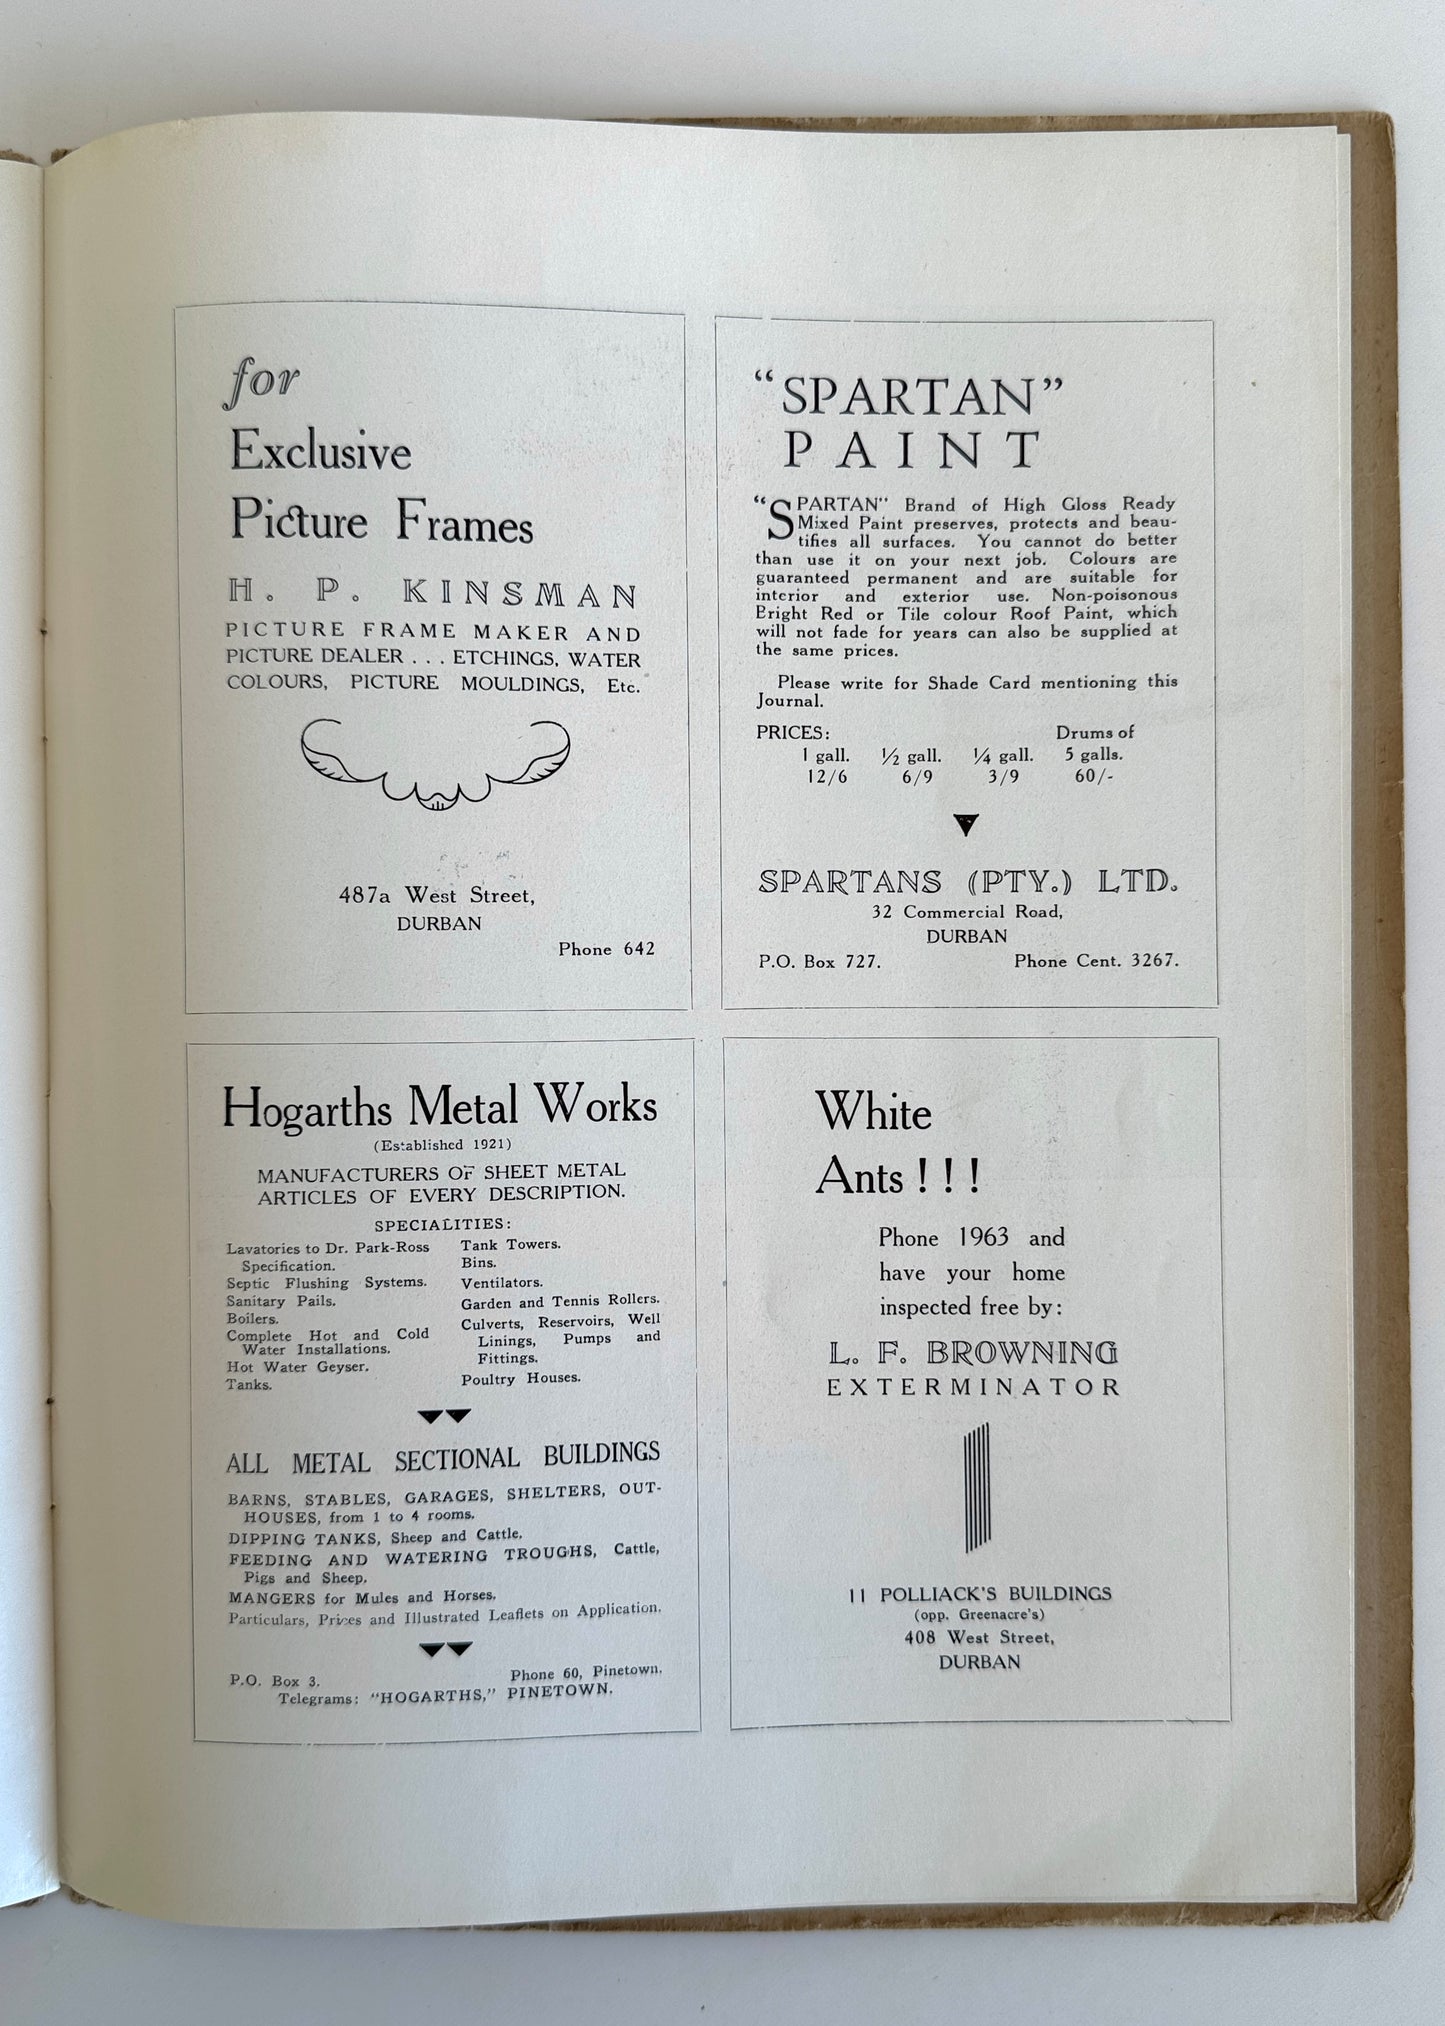 for
Exclusive
Picture Frames
H. P. KINSMAN
PICTURE FRAME MAKER AND
PICTURE DEALER . . . ETCHINGS, WATER
COLOURS, PICTURE MOULDINGS, Etc.
487a West Street,
DURBAN
Phone 642
"SPARTAN"
PAINT
"SPARTAN" Brand of High Gloss Ready
Mixed Paint preserves, protects and beau-
tifies all surfaces. You cannot do better
than use it on your next job. Colours are
guaranteed permanent and are suitable for
interior and exterior use. Non-poisonous
Bright Red or Tile colour Roof Paint, which
will not fade for years can also be supplied at
the same prices.
Please write for Shade Card mentioning this
Journal.
PRICES: Drums of
1 gall. ½ gall. ¼ gall. 5 galls.
12/6 6/9 3/9 60/-
SPARTANS (PTY.) LTD.
32 Commercial Road,
DURBAN
P.O. Box 727. Phone Cent. 3267.
Hogarths Metal Works
(Established 1921)
MANUFACTURERS OF SHEET METAL
ARTICLES OF EVERY DESCRIPTION.
SPECIALITIES:
Lavatories to Dr. Park-Ross
Specification.
Septic Flushing Systems.
Sanitary Pails.
Boilers.
Complete Hot and Cold
Water Installations.
Hot Water Geyser.
Tanks.
Tank Towers.
Bins.
Ventilators.
Garden and Tennis Rollers.
Culverts, Reservoirs, Well
Linings, Pumps and
Fittings.
Poultry Houses.
ALL METAL SECTIONAL BUILDINGS
BARNS, STABLES, GARAGES, SHELTERS, OUT-
HOUSES, from 1 to 4 rooms.
DIPPING TANKS, Sheep and Cattle.
FEEDING AND WATERING TROUGHS, Cattle,
Pigs and Sheep.
MANGERS for Mules and Horses.
Particulars, Prices and Illustrated Leaflets on Application.
P.O. Box 3. Phone 60, Pinetown.
Telegrams: "HOGARTHS," PINETOWN.
White
Ants ! ! !
Phone 1963 and
have your home
inspected free by:
L. F. BROWNING
EXTERMINATOR
11 POLLIACK'S BUILDINGS
(opp. Greenacre's)
408 West Street,
DURBAN